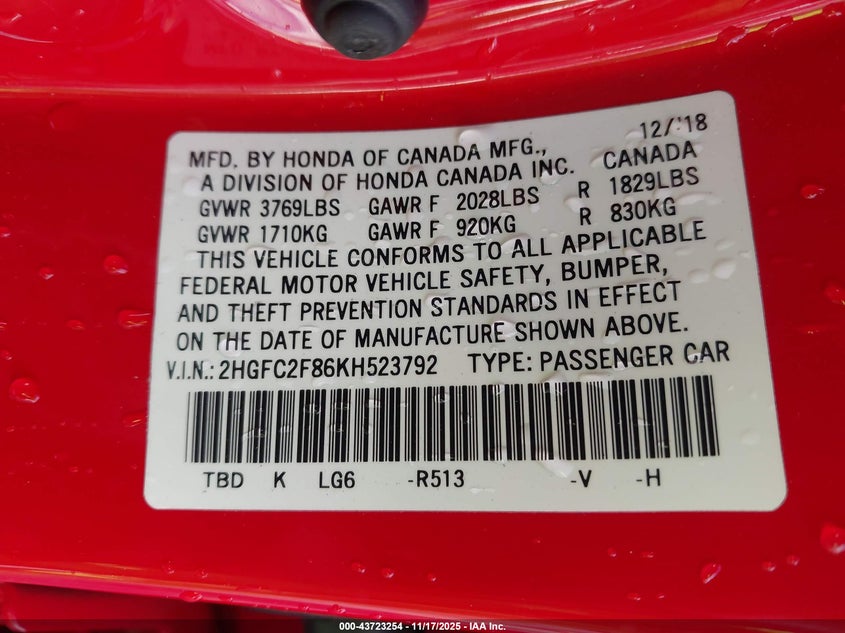 12/'18
MFD. BY HONDA OF CANADA MFG.,
A DIVISION OF HONDA CANADA INC. CANADA
GVWR 3769LBS GAWR F 2028LBS R 1829LBS
GVWR 1710KG GAWR F 920KG R 830KG
THIS VEHICLE CONFORMS TO ALL APPLICABLE
FEDERAL MOTOR VEHICLE SAFETY, BUMPER,
AND THEFT PREVENTION STANDARDS IN EFFECT
ON THE DATE OF MANUFACTURE SHOWN ABOVE.
V.I.N.: 2HGFC2F86KH523792 TYPE: PASSENGER CAR
TBD K LG6 -R513 -V -H
000-43723254 - 11/17/2025 - IAA Inc.